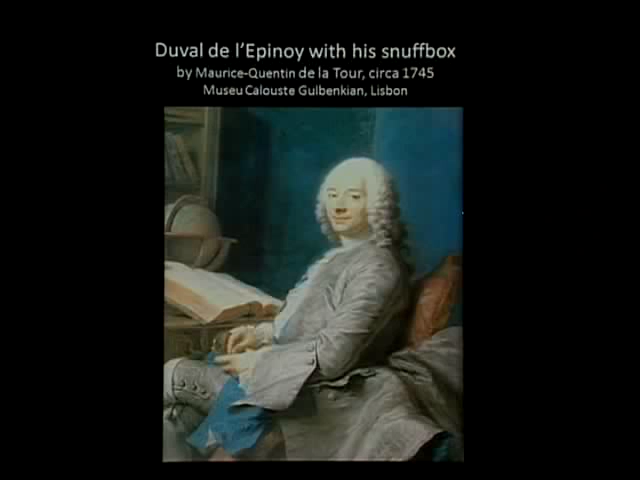 Duval de l'Epinoy with his snuffbox
by Maurice-Quentin de la Tour, circa 1745
Museu Calouste Gulbenkian, Lisbon